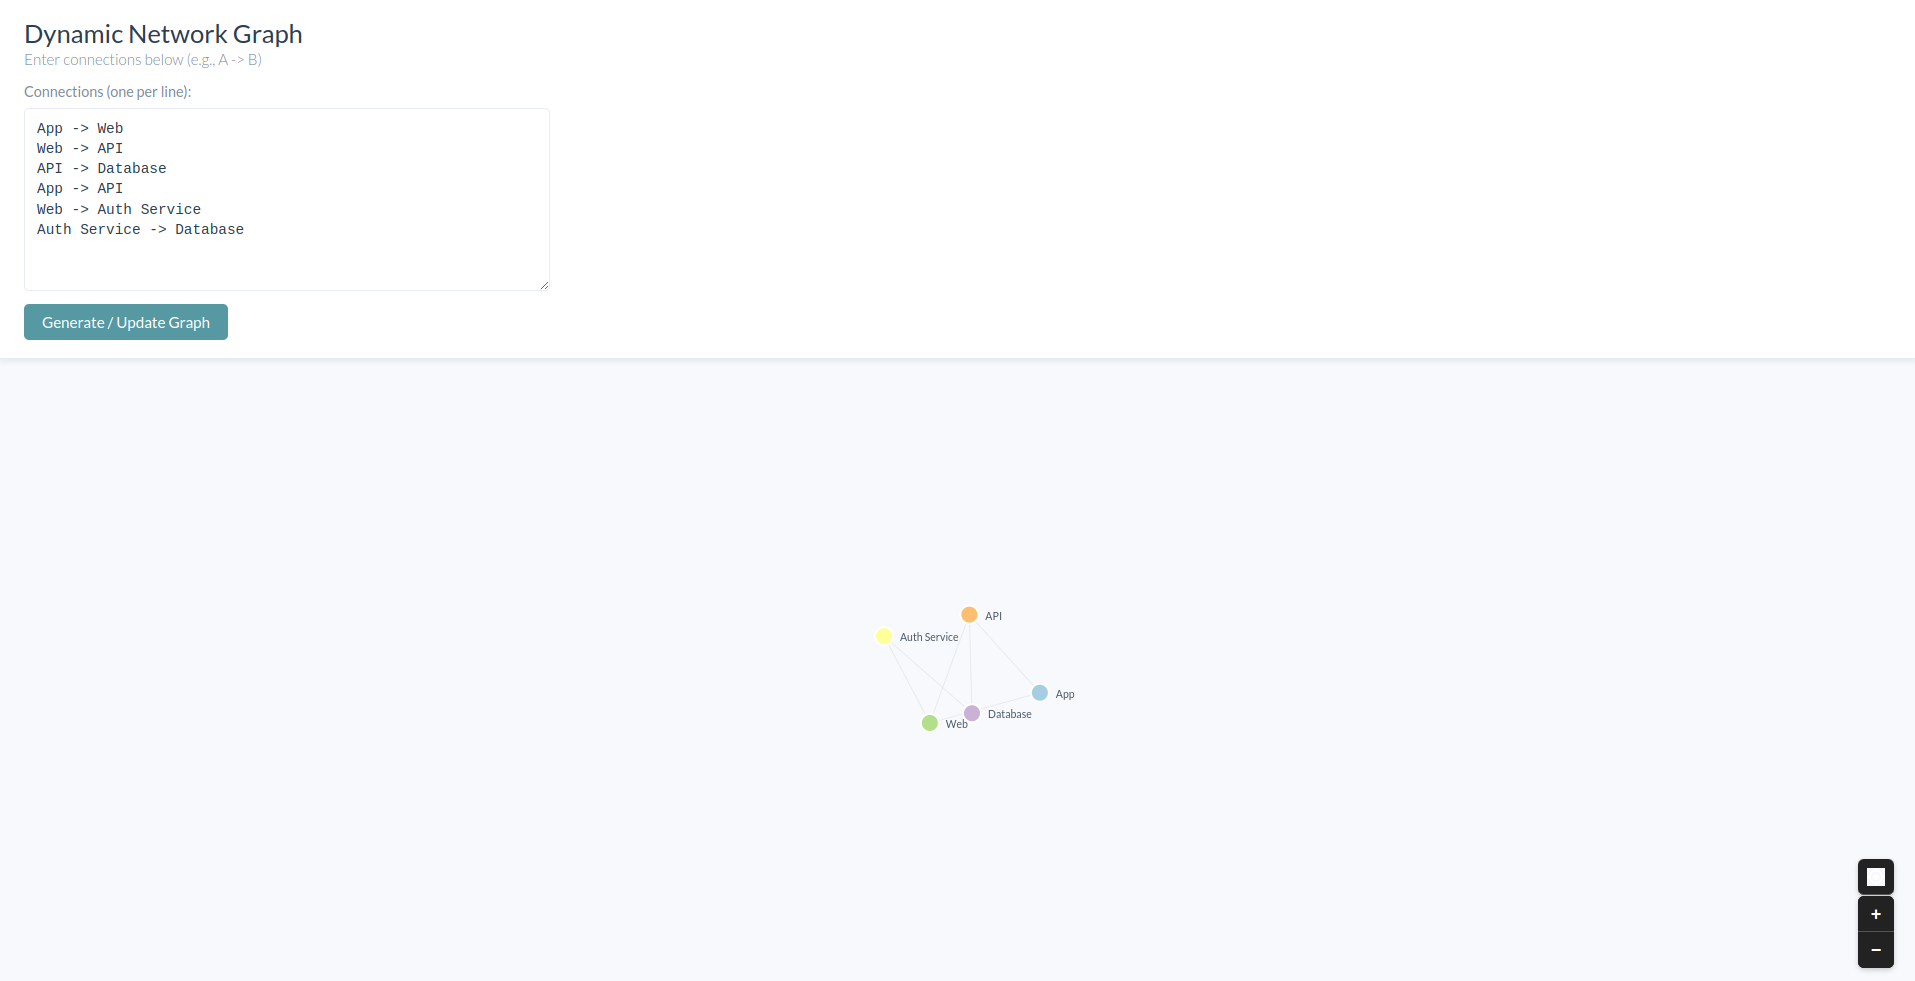 Dynamic Network Graph
Enter connections below (e.g., A -> B)
Connections (one per line):
App -> Web
Web -> API
API -> Database
App -> API
Web -> Auth Service
Auth Service -> Database
Generate / Update Graph
API
Auth Service
App
Database
Web
+
−